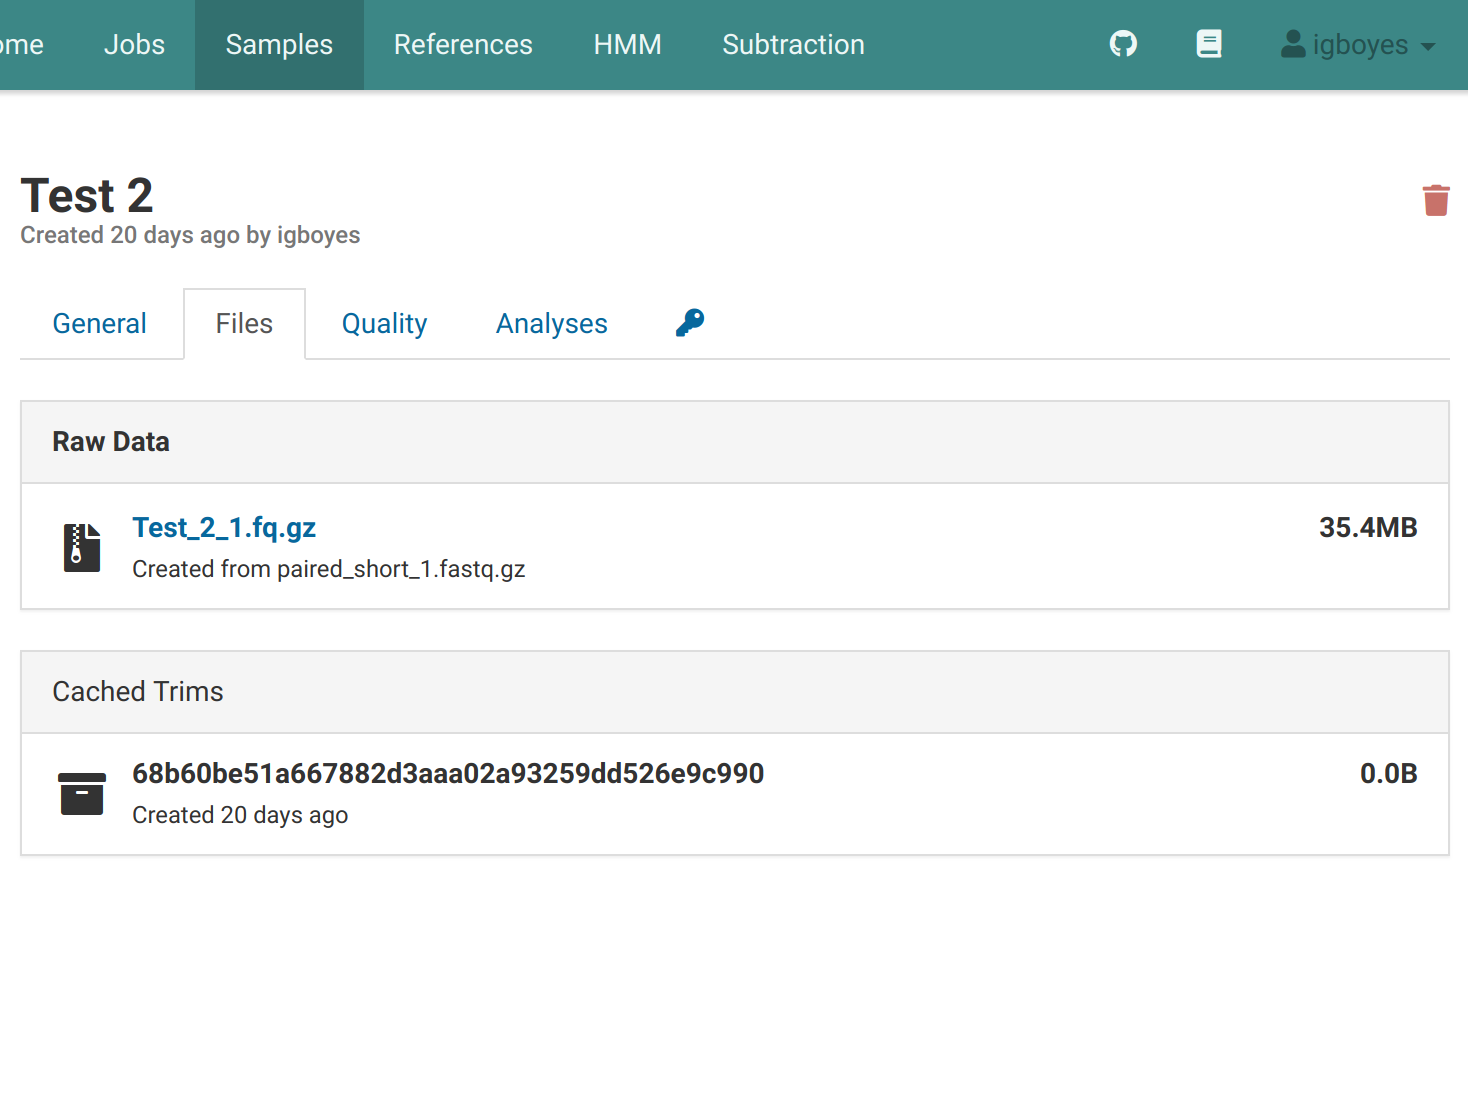 ome Jobs Samples References HMM Subtraction igboyes
Test 2
Created 20 days ago by igboyes
General Files Quality Analyses
Raw Data
Test_2_1.fq.gz 35.4MB
Created from paired_short_1.fastq.gz
Cached Trims
68b60be51a667882d3aaa02a93259dd526e9c990 0.0B
Created 20 days ago